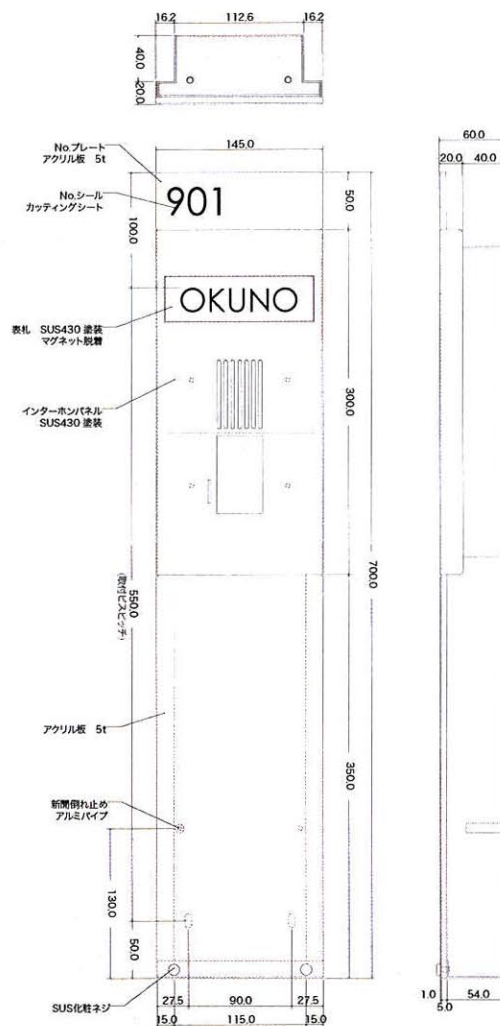 16.2
112.6
16.2
40.0
20.0
No.プレート
アクリル板 5t
145.0
60.0
20.0
40.0
No.シール
カッティングシート
901
50.0
100.0
OKUNO
表札 SUS430 塗装
マグネット脱着
インターホンパネル
SUS430 塗装
300.0
700.0
550.0
(取付ビスピッチ)
アクリル板 5t
350.0
新聞倒れ止め
アルミパイプ
130.0
50.0
SUS化粧ネジ
27.5
90.0
27.5
15.0
115.0
15.0
1.0
5.0
54.0